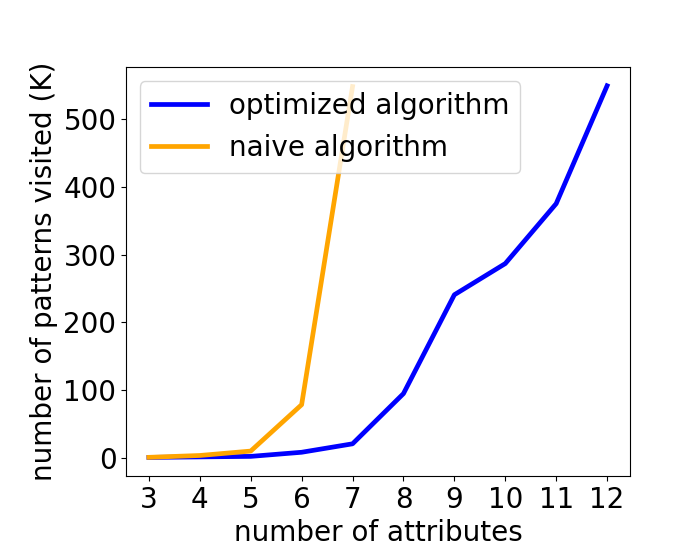 optimized algorithm
naive algorithm
number of patterns visited (K)
500
400
300
200
100
0
3 4 5 6 7 8 9 10 11 12
number of attributes